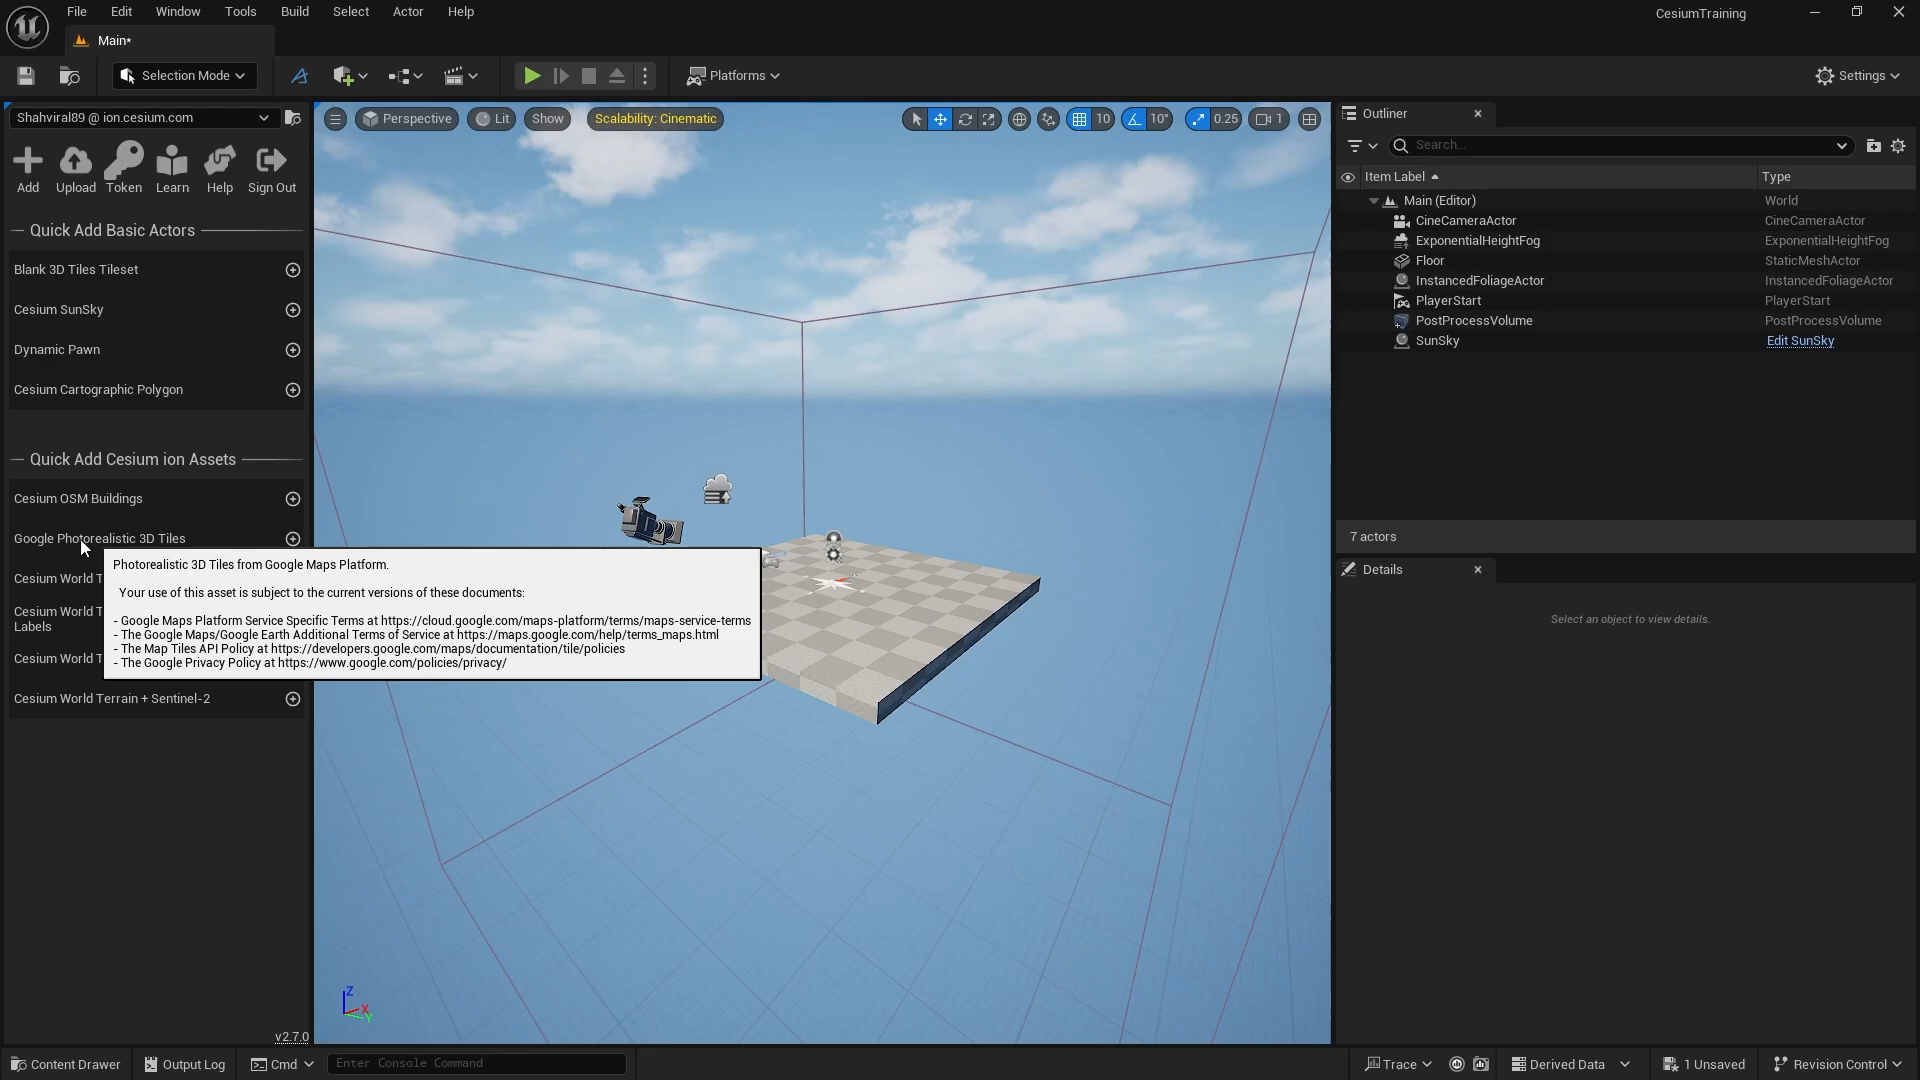 File Edit Window Tools Build Select Actor Help
CesiumTraining
Main*
Selection Mode
Platforms
Settings
Shahviral89 @ ion.cesium.com
Perspective Lit Show Scalability: Cinematic
10 10° 0.25 1
Add Upload Token Learn Help Sign Out
Quick Add Basic Actors
Blank 3D Tiles Tileset
Cesium SunSky
Dynamic Pawn
Cesium Cartographic Polygon
Quick Add Cesium ion Assets
Cesium OSM Buildings
Google Photorealistic 3D Tiles
Cesium World T
Cesium World T
Labels
Cesium World T
Cesium World Terrain + Sentinel-2
Photorealistic 3D Tiles from Google Maps Platform.
Your use of this asset is subject to the current versions of these documents:
- Google Maps Platform Service Specific Terms at https://cloud.google.com/maps-platform/terms/maps-service-terms
- The Google Maps/Google Earth Additional Terms of Service at https://maps.google.com/help/terms_maps.html
- The Map Tiles API Policy at https://developers.google.com/maps/documentation/tile/policies
- The Google Privacy Policy at https://www.google.com/policies/privacy/
Z
X
Y
v2.7.0
Outliner
Search...
Item Label Type
Main (Editor) World
CineCameraActor CineCameraActor
ExponentialHeightFog ExponentialHeightFog
Floor StaticMeshActor
InstancedFoliageActor InstancedFoliageActor
PlayerStart PlayerStart
PostProcessVolume PostProcessVolume
SunSky Edit SunSky
7 actors
Details
Select an object to view details.
Content Drawer Output Log Cmd Enter Console Command
Trace Derived Data 1 Unsaved Revision Control